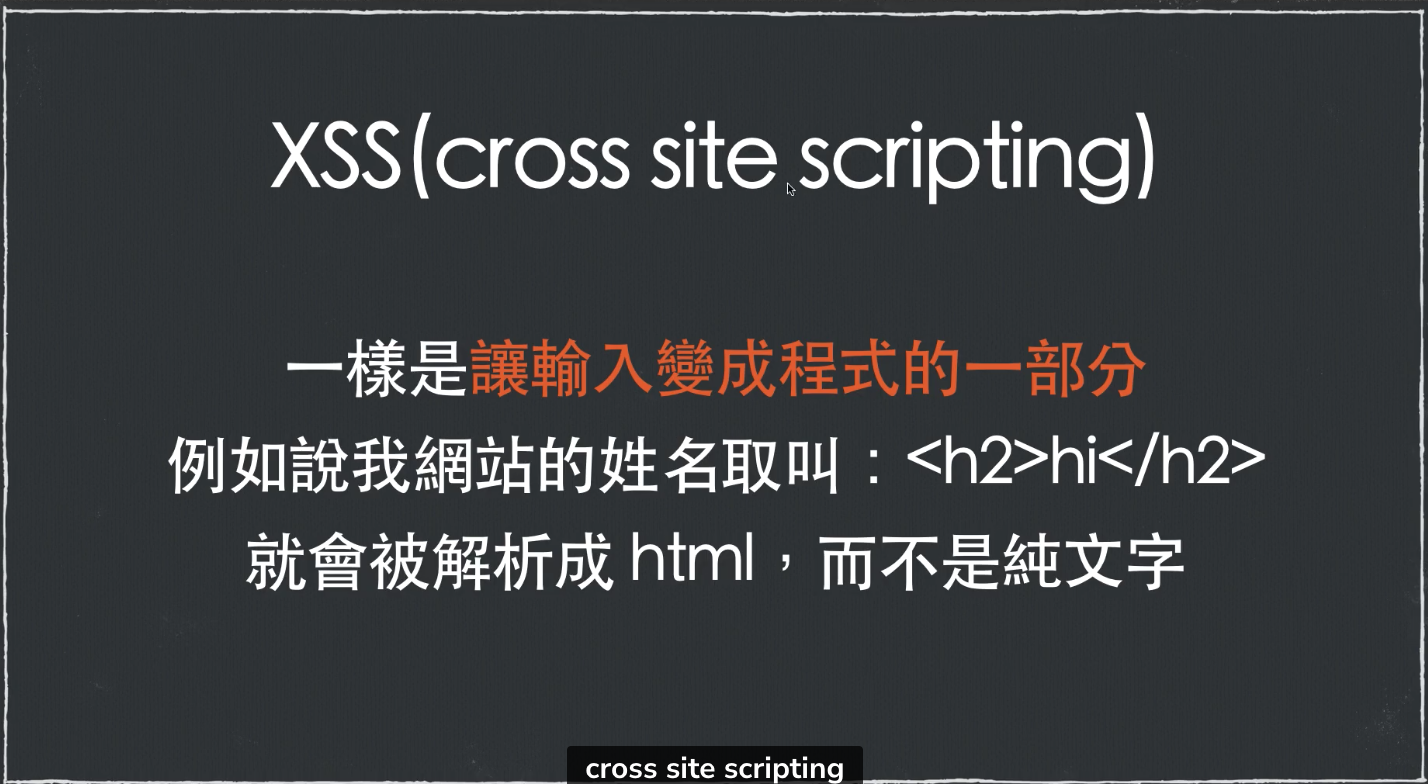 XSS(cross site scripting)
一樣是讓輸入變成程式的一部分
例如說我網站的姓名取叫：<h2>hi</h2>
就會被解析成 html，而不是純文字
cross site scripting